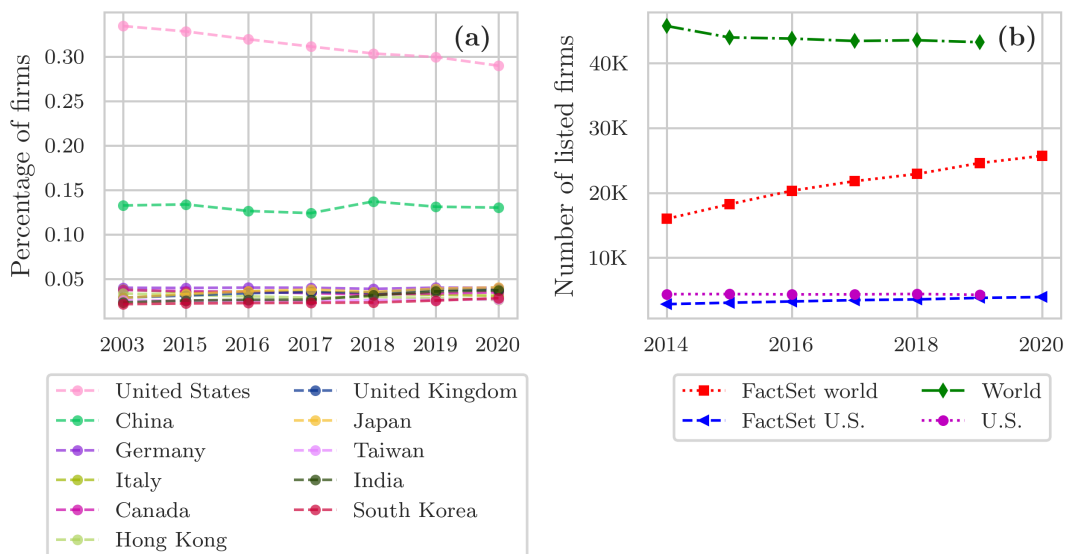 (a)
Percentage of firms
0.30
0.25
0.20
0.15
0.10
0.05
2003 2015 2016 2017 2018 2019 2020
United States
China
Germany
Italy
Canada
Hong Kong
United Kingdom
Japan
Taiwan
India
South Korea
(b)
Number of listed firms
40K
30K
20K
10K
2014 2016 2018 2020
FactSet world
FactSet U.S.
World
U.S.